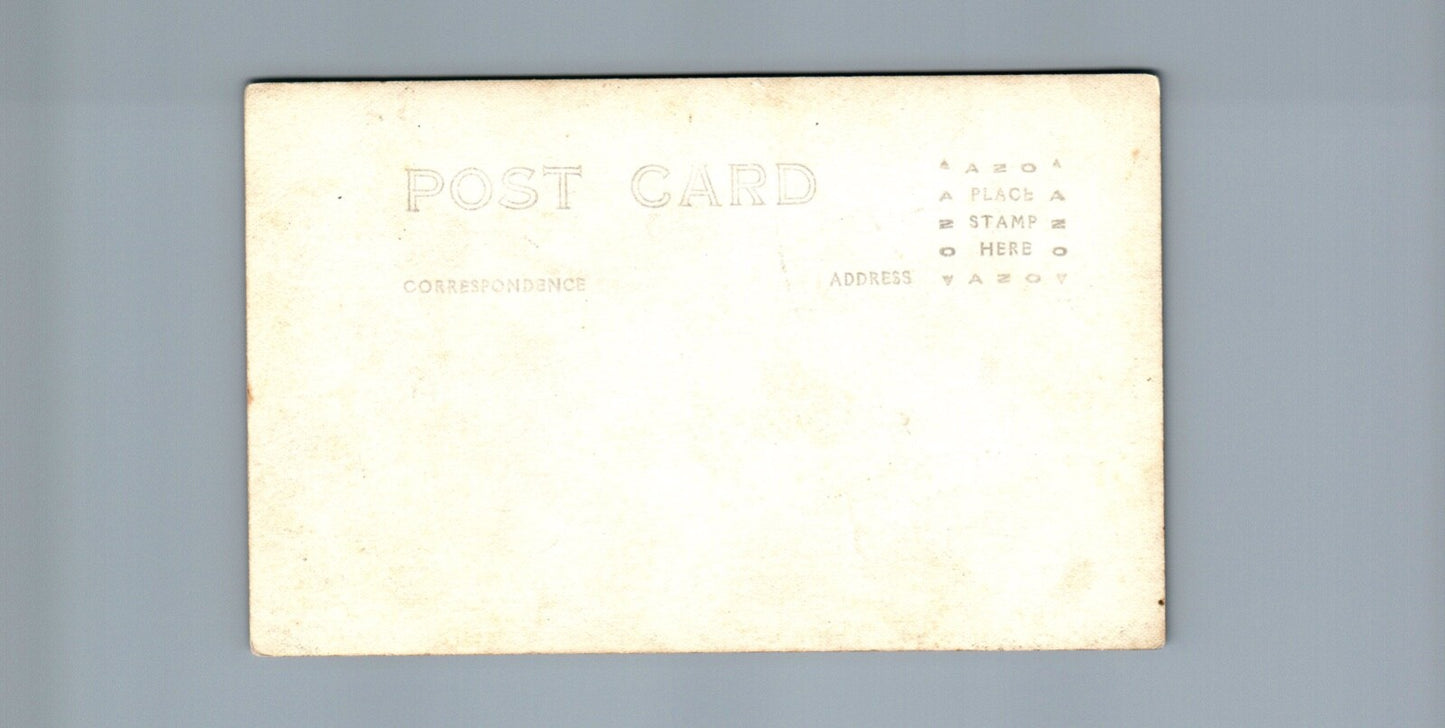 POST CARD
CORRESPONDENCE
ADDRESS
AZO
A PLACE A
N STAMP N
O HERE O
AZO